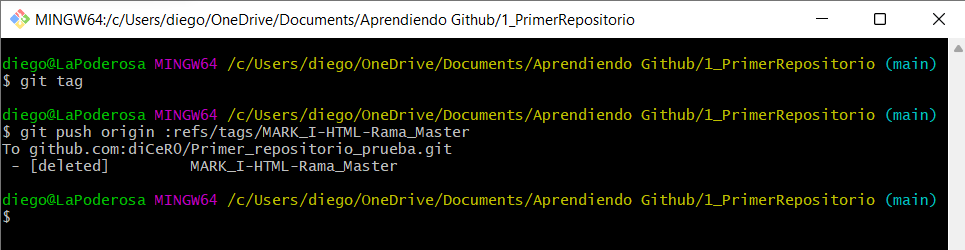 MINGW64:/c/Users/diego/OneDrive/Documents/Aprendiendo Github/1_PrimerRepositorio
diego@LaPoderosa MINGW64 /c/Users/diego/OneDrive/Documents/Aprendiendo Github/1_PrimerRepositorio (main)
$ git tag
diego@LaPoderosa MINGW64 /c/Users/diego/OneDrive/Documents/Aprendiendo Github/1_PrimerRepositorio (main)
$ git push origin :refs/tags/MARK_I-HTML-Rama_Master
To github.com:diCeR0/Primer_repositorio_prueba.git
 - [deleted]         MARK_I-HTML-Rama_Master
diego@LaPoderosa MINGW64 /c/Users/diego/OneDrive/Documents/Aprendiendo Github/1_PrimerRepositorio (main)
$